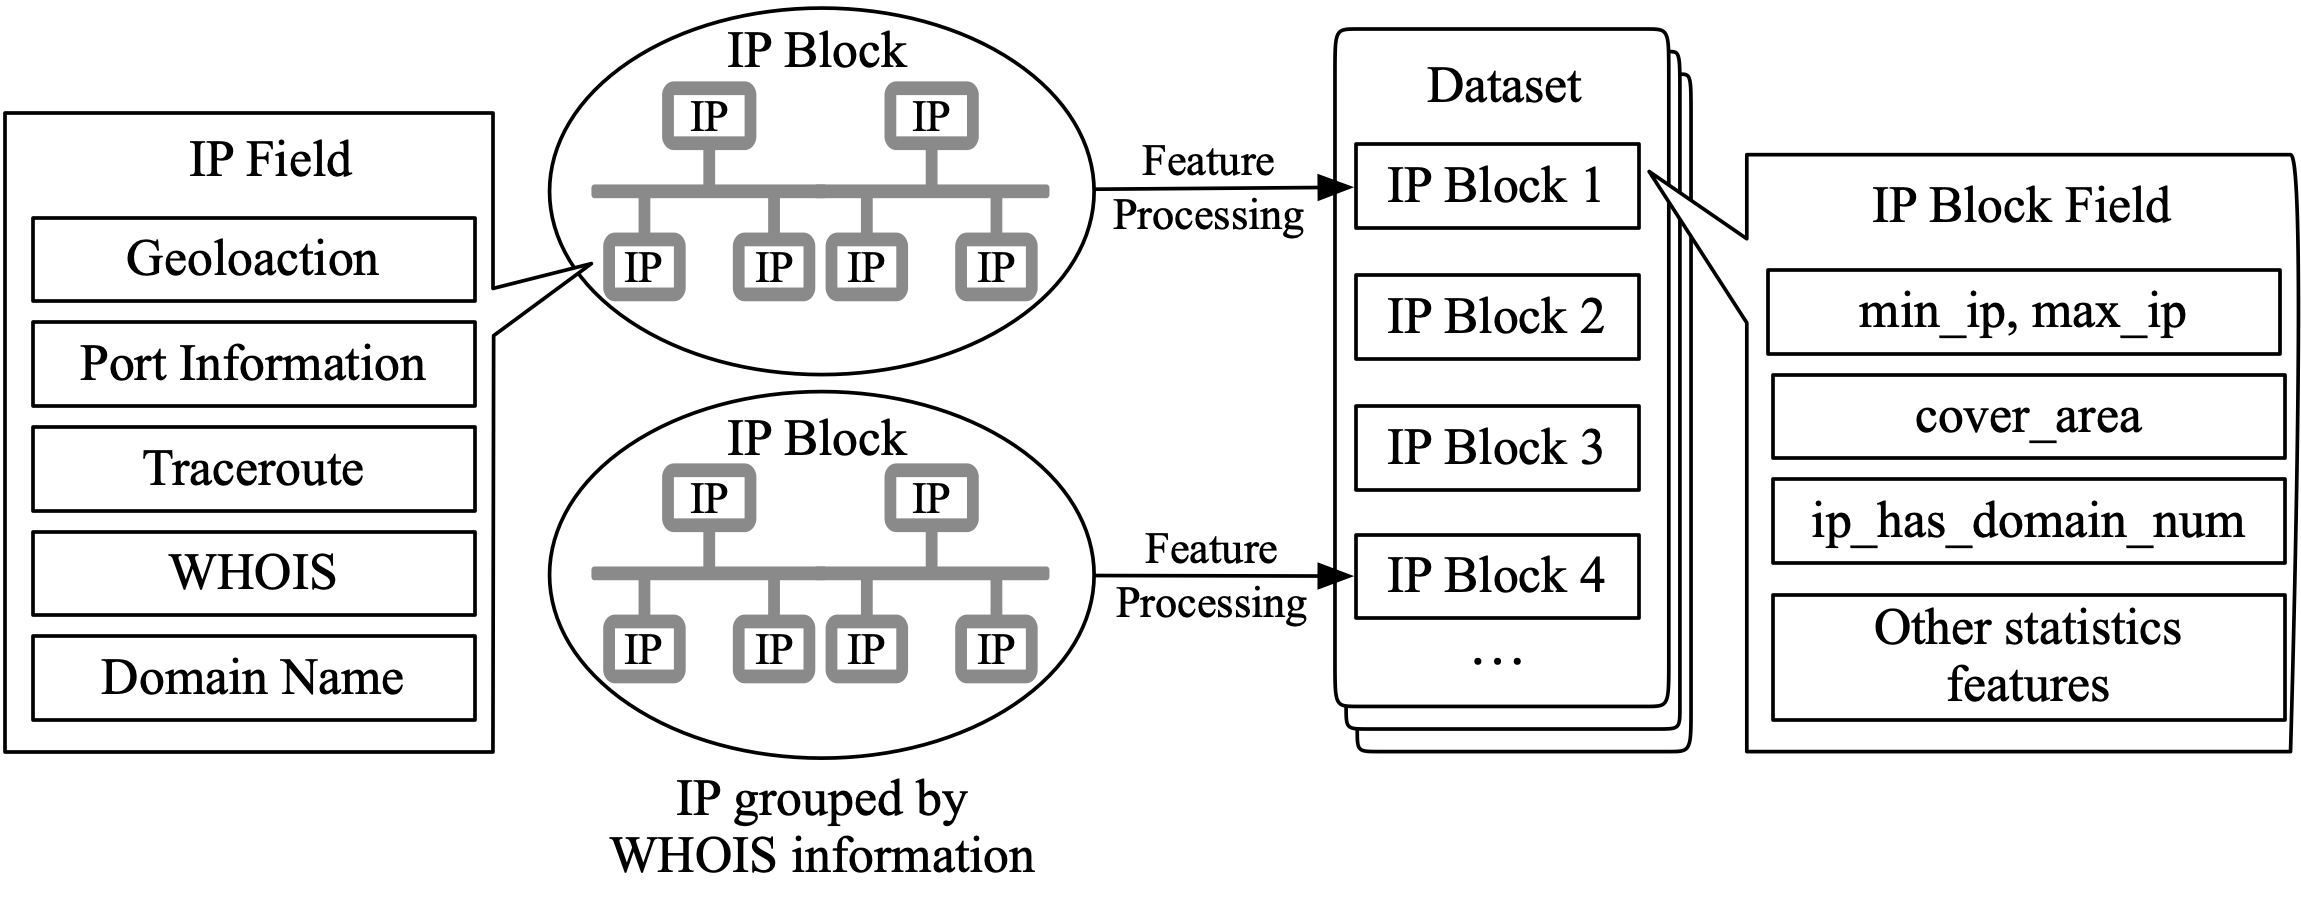 IP Field
Geoloaction
Port Information
Traceroute
WHOIS
Domain Name
IP Block
IP IP
IP IP IP IP
IP Block
IP IP
IP IP IP IP
IP grouped by
WHOIS information
Feature
Processing
Feature
Processing
Dataset
IP Block 1
IP Block 2
IP Block 3
IP Block 4
...
IP Block Field
min_ip, max_ip
cover_area
ip_has_domain_num
Other statistics
features